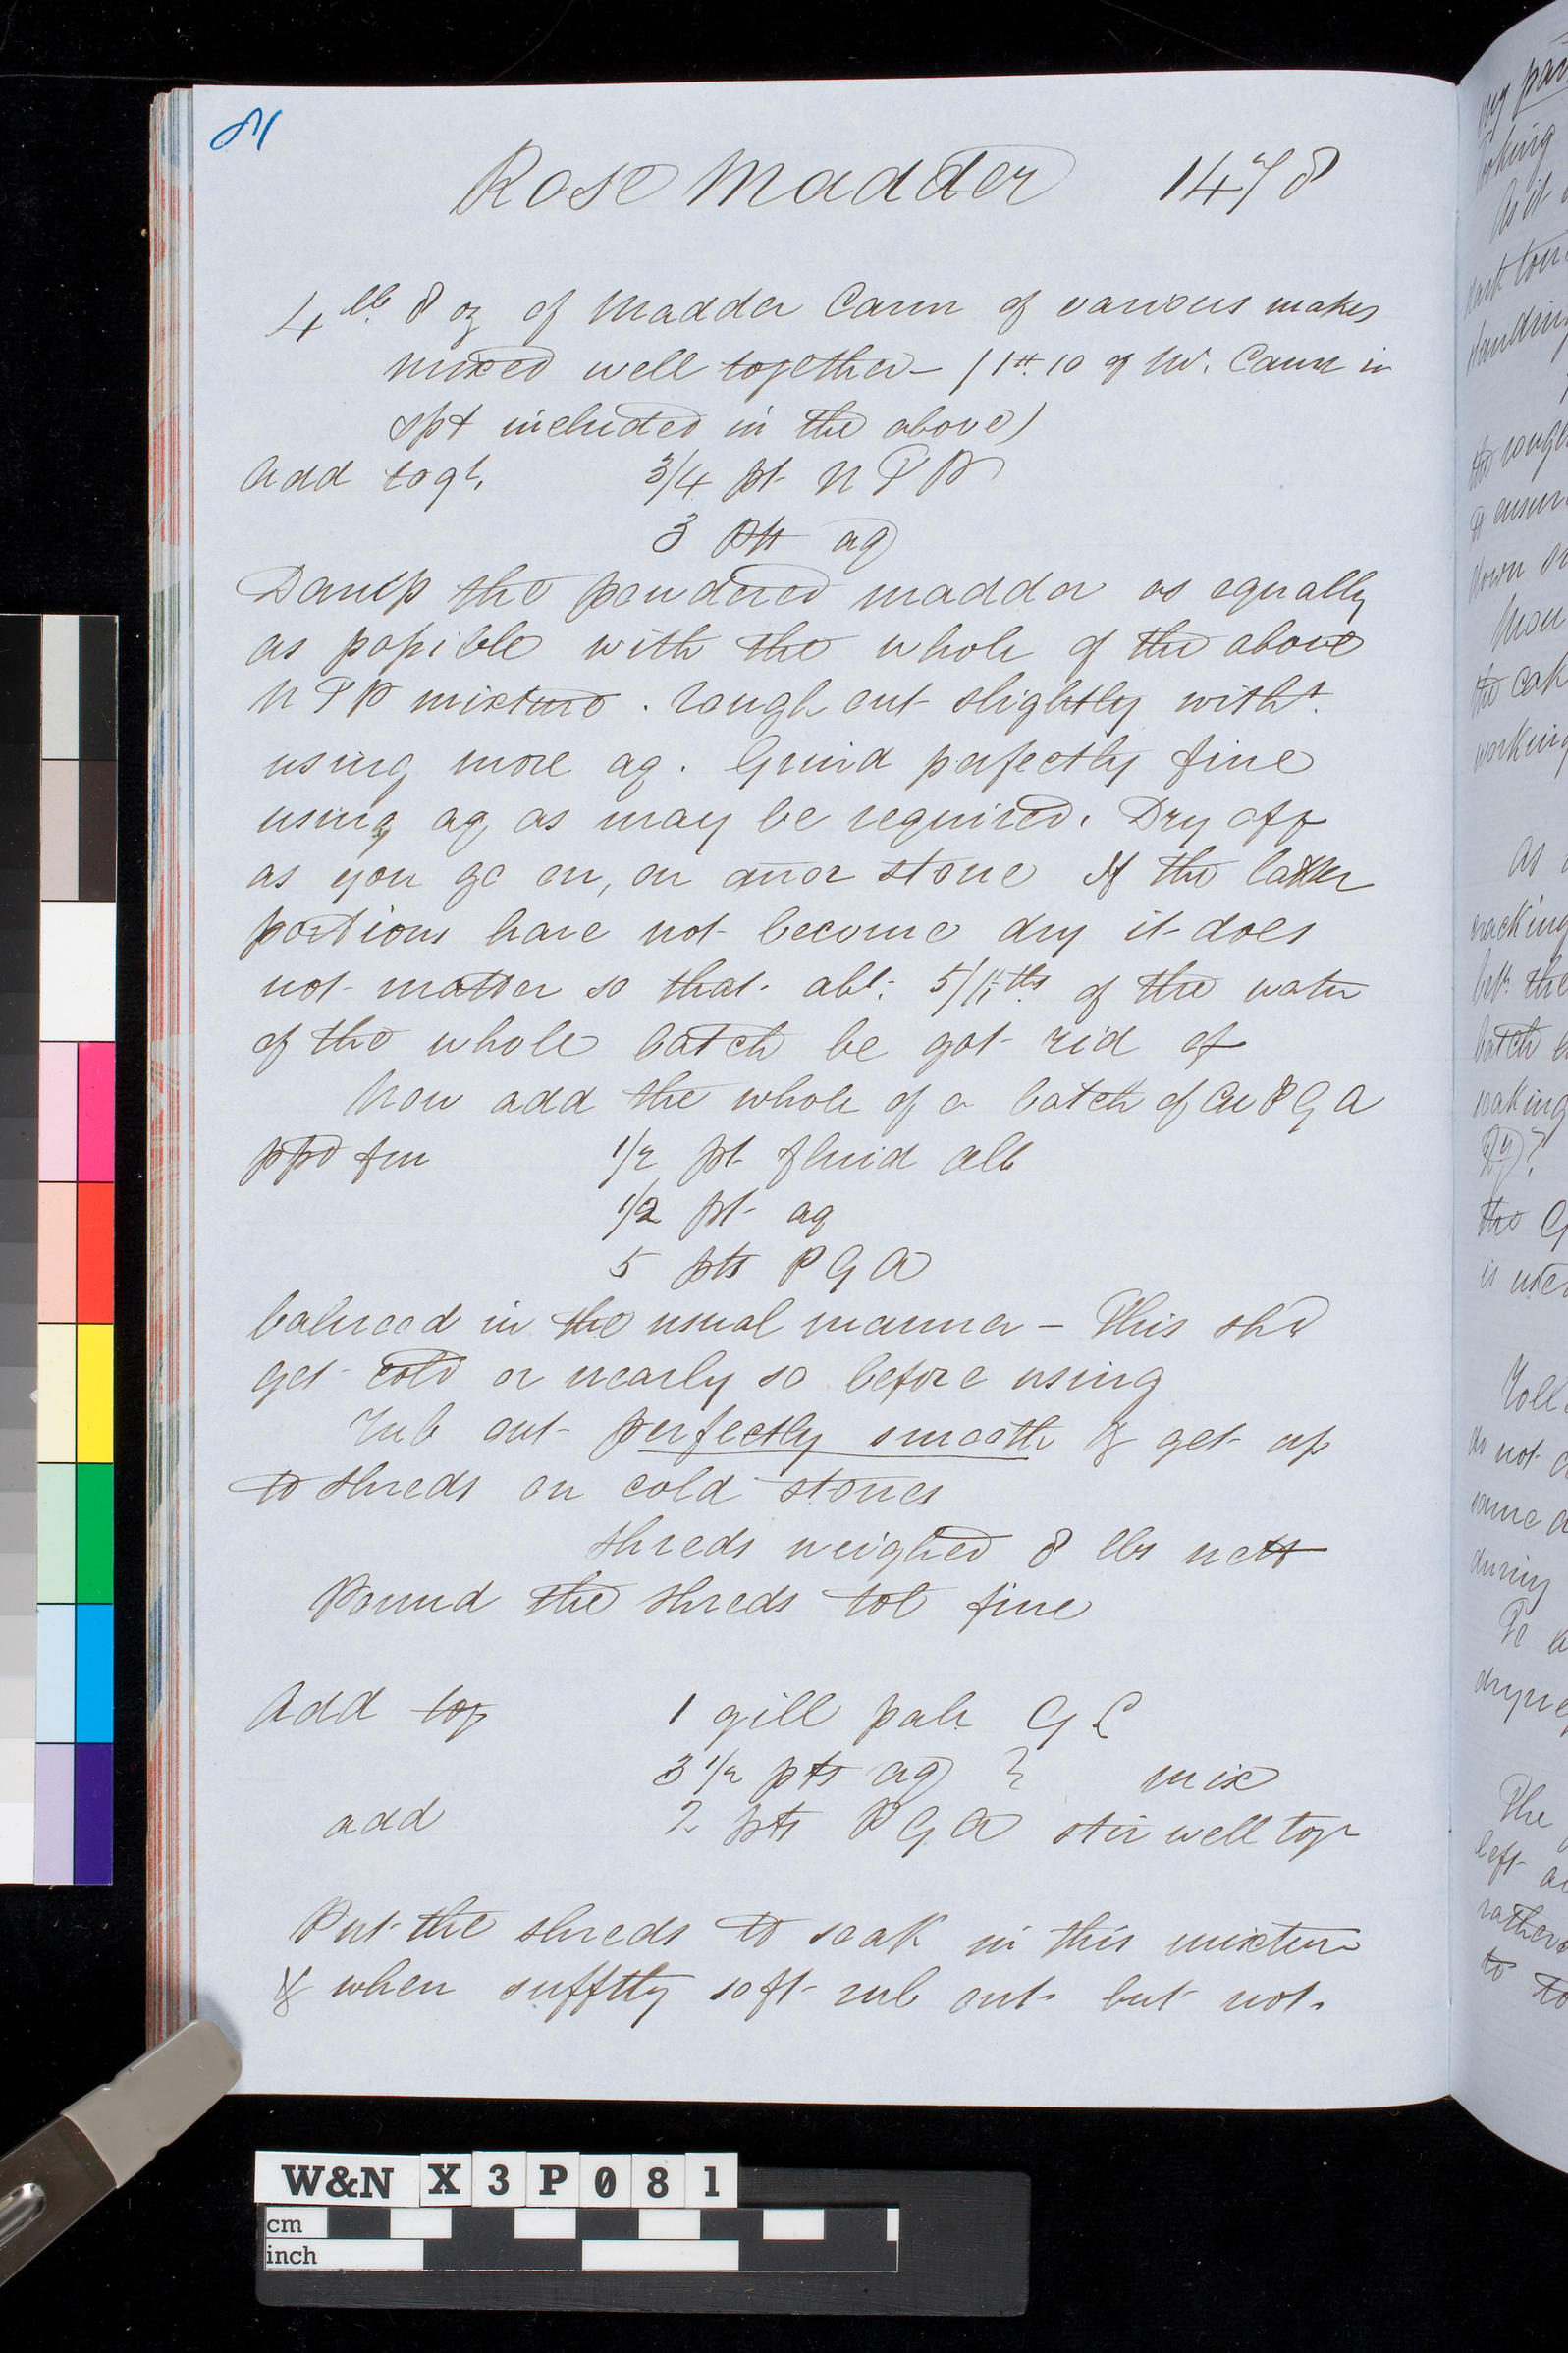 81
Rose Madder 1478
4 lb 8 oz of Madder Carm of various makes
mixed well together – (1 lb. 10 of Carm in
spt included in the above)
Add togr. 3/4 pt N P P
3 pts aq
Damp the powdered madder as equally
as possible with the whole of the above
N P P mixture . rough out slightly witht.
using more aq. Grind perfectly fine
using aq as may be required. Dry off
as you go on, on anor stone If the latter
portions have not become dry it does
not matter so that abt: of the water
of the whole batch be got rid of
Now add the whole of a batch of P G A
ppd fm 1/2 pt fluid alb
1/2 pt aq
5 pts P G A
balnced in the usual manner – This shd
get cold or nearly so before using
Rub out perfectly smooth & get up
to shreds on cold stones
shreds weighed 8 lbs nett
Pound the shreds tol fine
Add tog 1 gill pale G L
3 1/2 pts aq } mix
add 2 pts P G A stir well togr
Put the shreds to soak in this mixture
& when sufftly soft rub out but not.
W&N X3P081
cm
inch